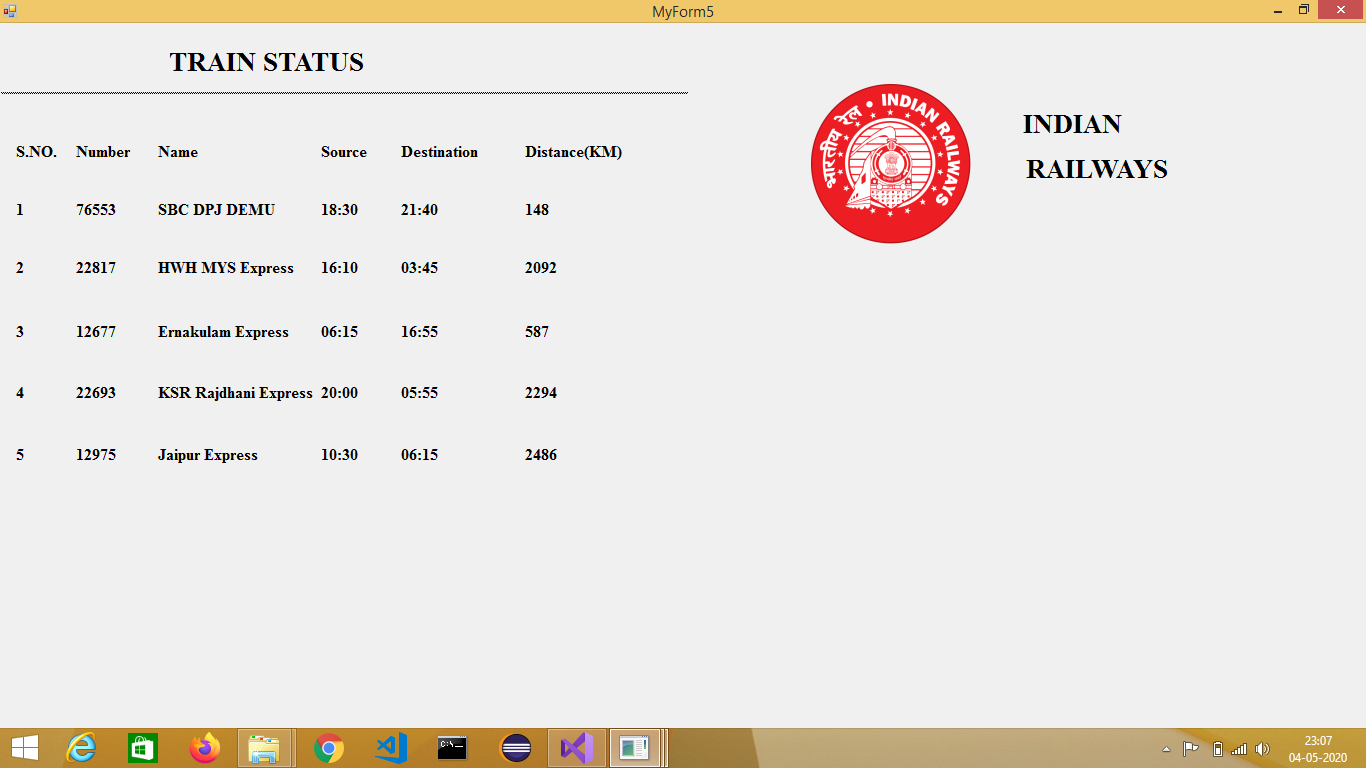 MyForm5
TRAIN STATUS
भारतीय रेल • INDIAN RAILWAYS
INDIAN
RAILWAYS
S.NO. Number Name Source Destination Distance(KM)
1 76553 SBC DPJ DEMU 18:30 21:40 148
2 22817 HWH MYS Express 16:10 03:45 2092
3 12677 Ernakulam Express 06:15 16:55 587
4 22693 KSR Rajdhani Express 20:00 05:55 2294
5 12975 Jaipur Express 10:30 06:15 2486
C:\
23:07
04-05-2020